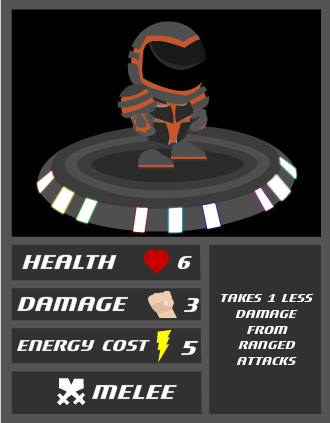 HEALTH 6
DAMAGE 3
ENERGY COST 5
MELEE
TAKES 1 LESS
DAMAGE
FROM
RANGED
ATTACKS